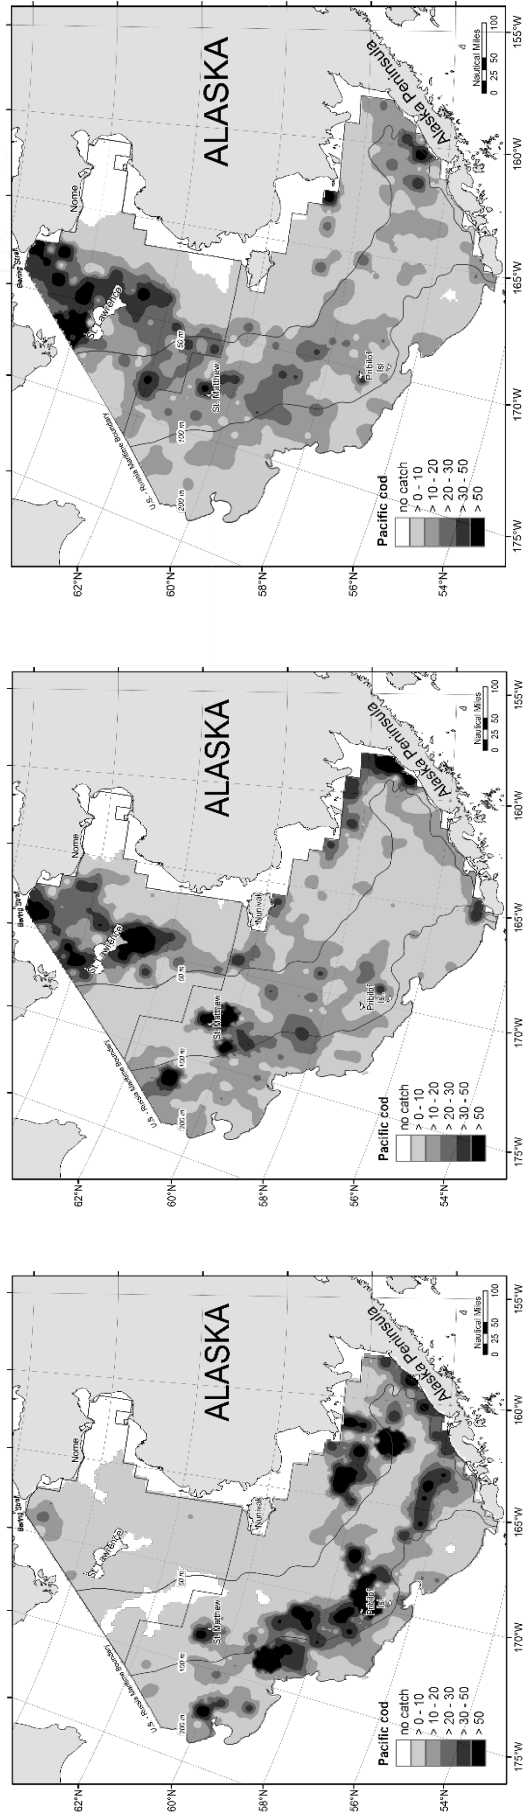 Bering Strait
Nome
62°N
St. Lawrence
U.S. - Russia Maritime Boundary
60°N
200 m
100 m
50 m
ALASKA
St. Matthew
Nunivak
58°N
56°N
Pribilof
Isl.
Alaska Peninsula
54°N
Pacific cod
no catch
> 0 - 10
> 10 - 20
> 20 - 30
> 30 - 50
> 50
Nautical Miles
0 25 50 100
175°W
170°W
165°W
160°W
155°W
Bering Strait
Nome
62°N
St. Lawrence
U.S. - Russia Maritime Boundary
60°N
200 m
100 m
50 m
ALASKA
St. Matthew
Nunivak
58°N
56°N
Pribilof
Isl.
Alaska Peninsula
54°N
Pacific cod
no catch
> 0 - 10
> 10 - 20
> 20 - 30
> 30 - 50
> 50
Nautical Miles
0 25 50 100
175°W
170°W
165°W
160°W
155°W
Bering Strait
Nome
62°N
St. Lawrence
U.S. - Russia Maritime Boundary
60°N
200 m
100 m
50 m
ALASKA
St. Matthew
58°N
56°N
Pribilof
Isl.
Alaska Peninsula
54°N
Pacific cod
no catch
> 0 - 10
> 10 - 20
> 20 - 30
> 30 - 50
> 50
Nautical Miles
0 25 50 100
175°W
170°W
165°W
160°W
155°W